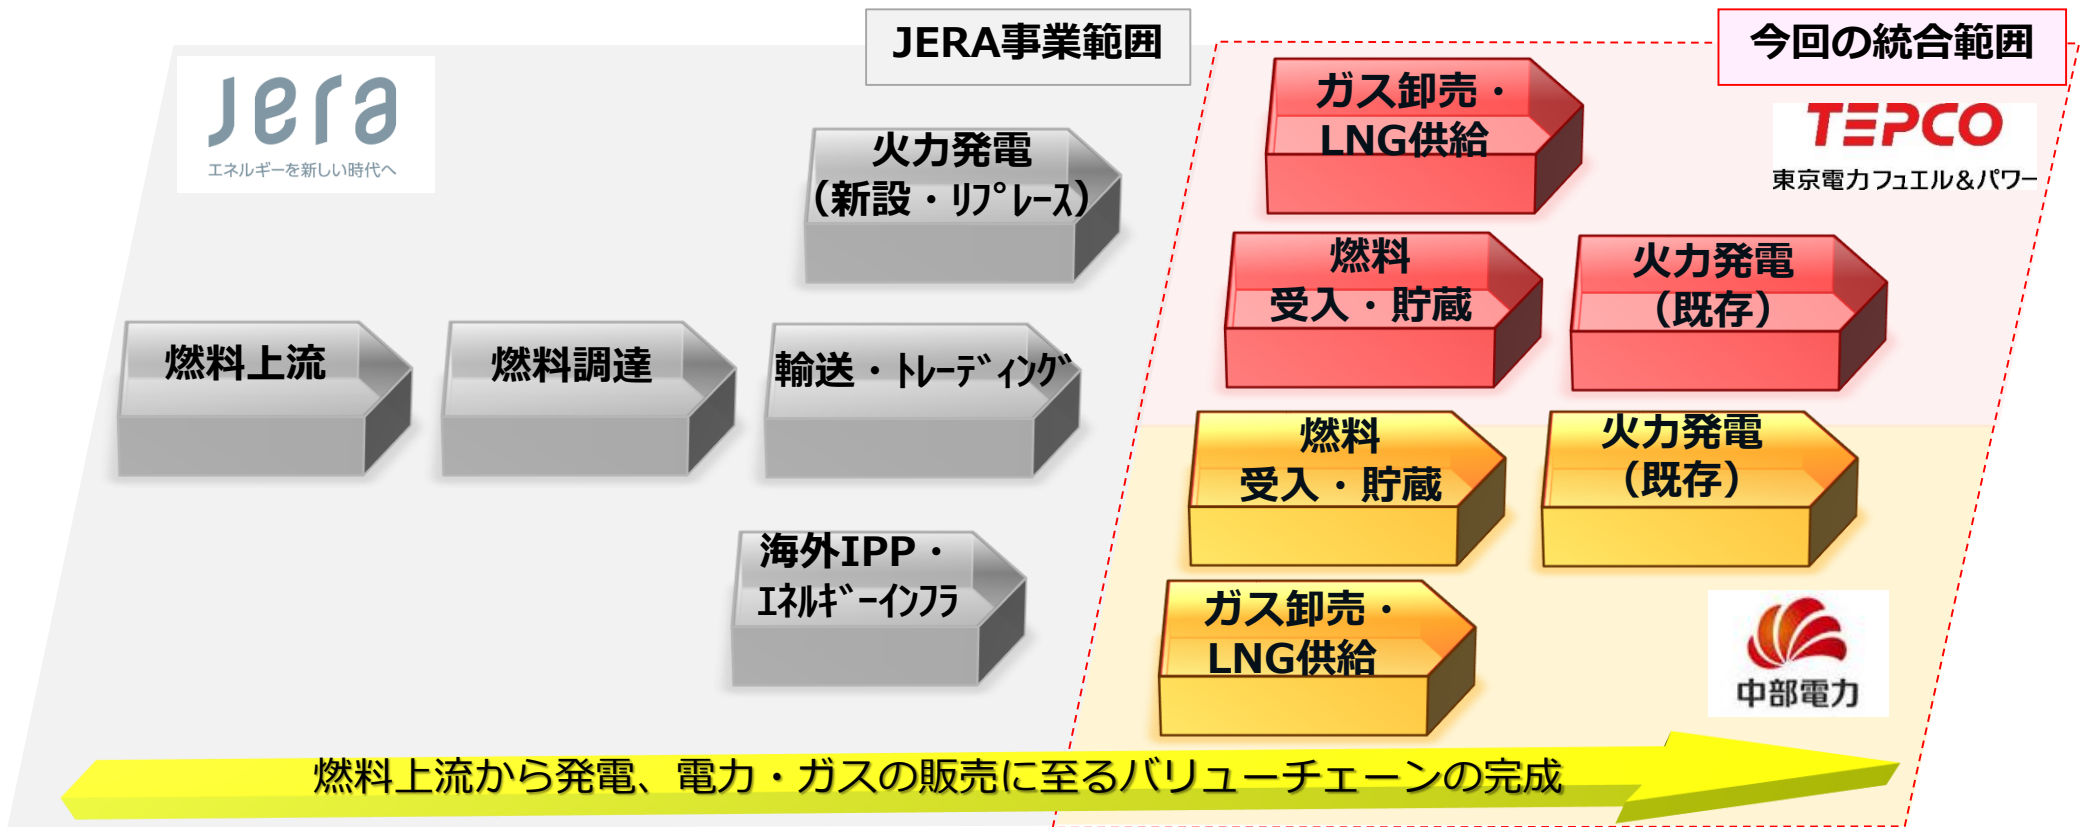 JERA事業範囲
今回の統合範囲
Jera
エネルギーを新しい時代へ
火力発電
（新設・ﾘﾌﾟﾚｰｽ）
燃料上流
燃料調達
輸送・ﾄﾚｰﾃﾞｨﾝｸﾞ
海外IPP・
ｴﾈﾙｷﾞｰｲﾝﾌﾗ
ガス卸売・
LNG供給
TEPCO
東京電力フュエル&パワー
燃料
受入・貯蔵
火力発電
（既存）
燃料
受入・貯蔵
火力発電
（既存）
ガス卸売・
LNG供給
中部電力
燃料上流から発電、電力・ガスの販売に至るバリューチェーンの完成